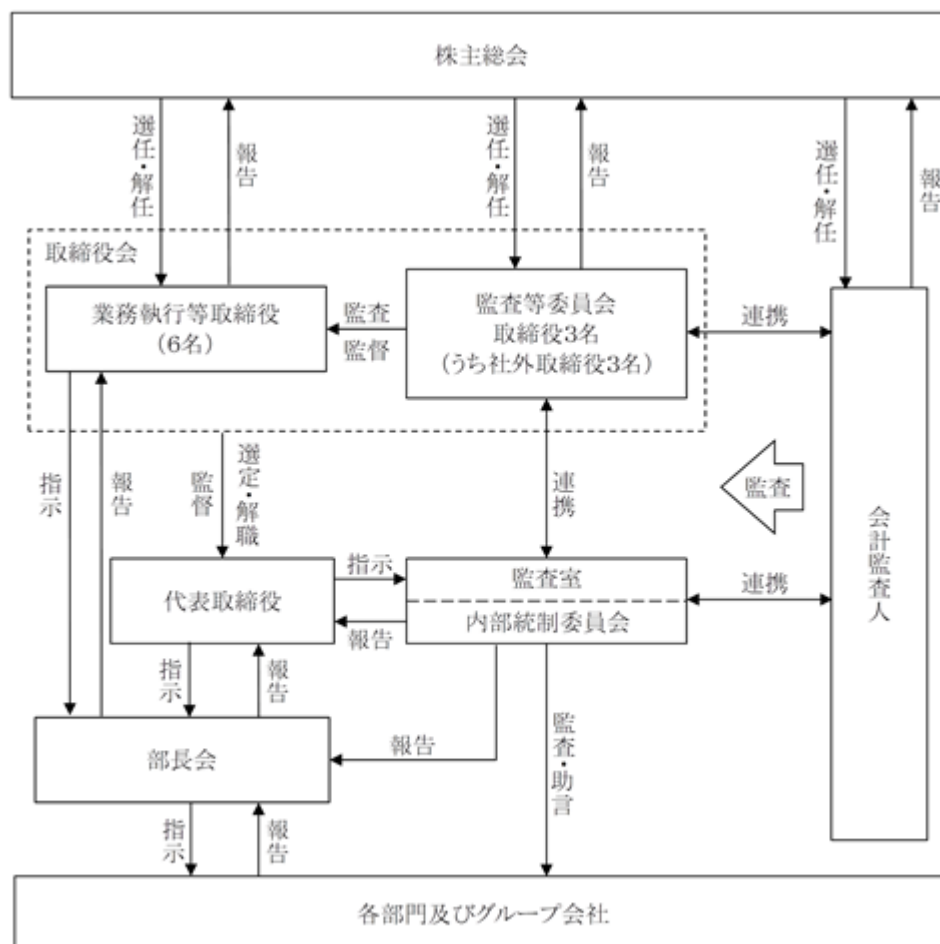 株主総会
選任・解任
報告
選任・解任
報告
選任・解任
報告
取締役会
業務執行等取締役
（6名）
監査
監督
監査等委員会
取締役3名
（うち社外取締役3名）
連携
指示
報告
監督
選定・解職
連携
監査
会計監査人
代表取締役
指示
報告
監査室
内部統制委員会
連携
指示
報告
部長会
報告
監査・助言
指示
報告
各部門及びグループ会社